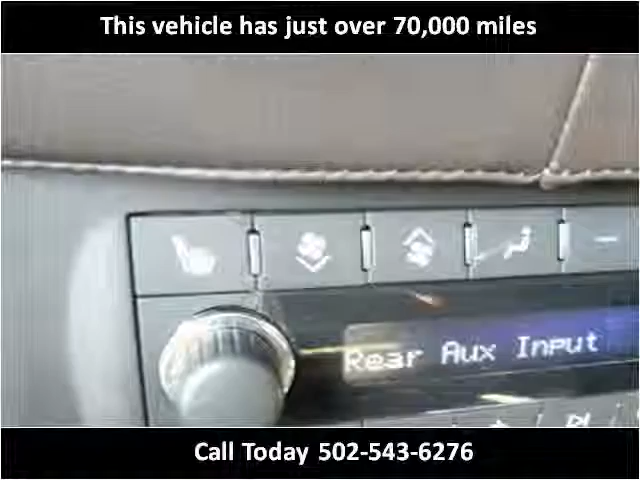 This vehicle has just over 70,000 miles
Rear Aux Input
Call Today 502-543-6276